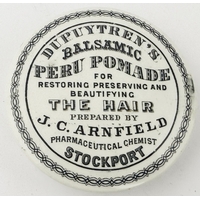 DUPUYTREN'S
BALSAMIC
PERU POMADE
FOR
RESTORING PRESERVING AND
BEAUTIFYING
THE HAIR
PREPARED BY
J. C. ARNFIELD
PHARMACEUTICAL CHEMIST
STOCKPORT